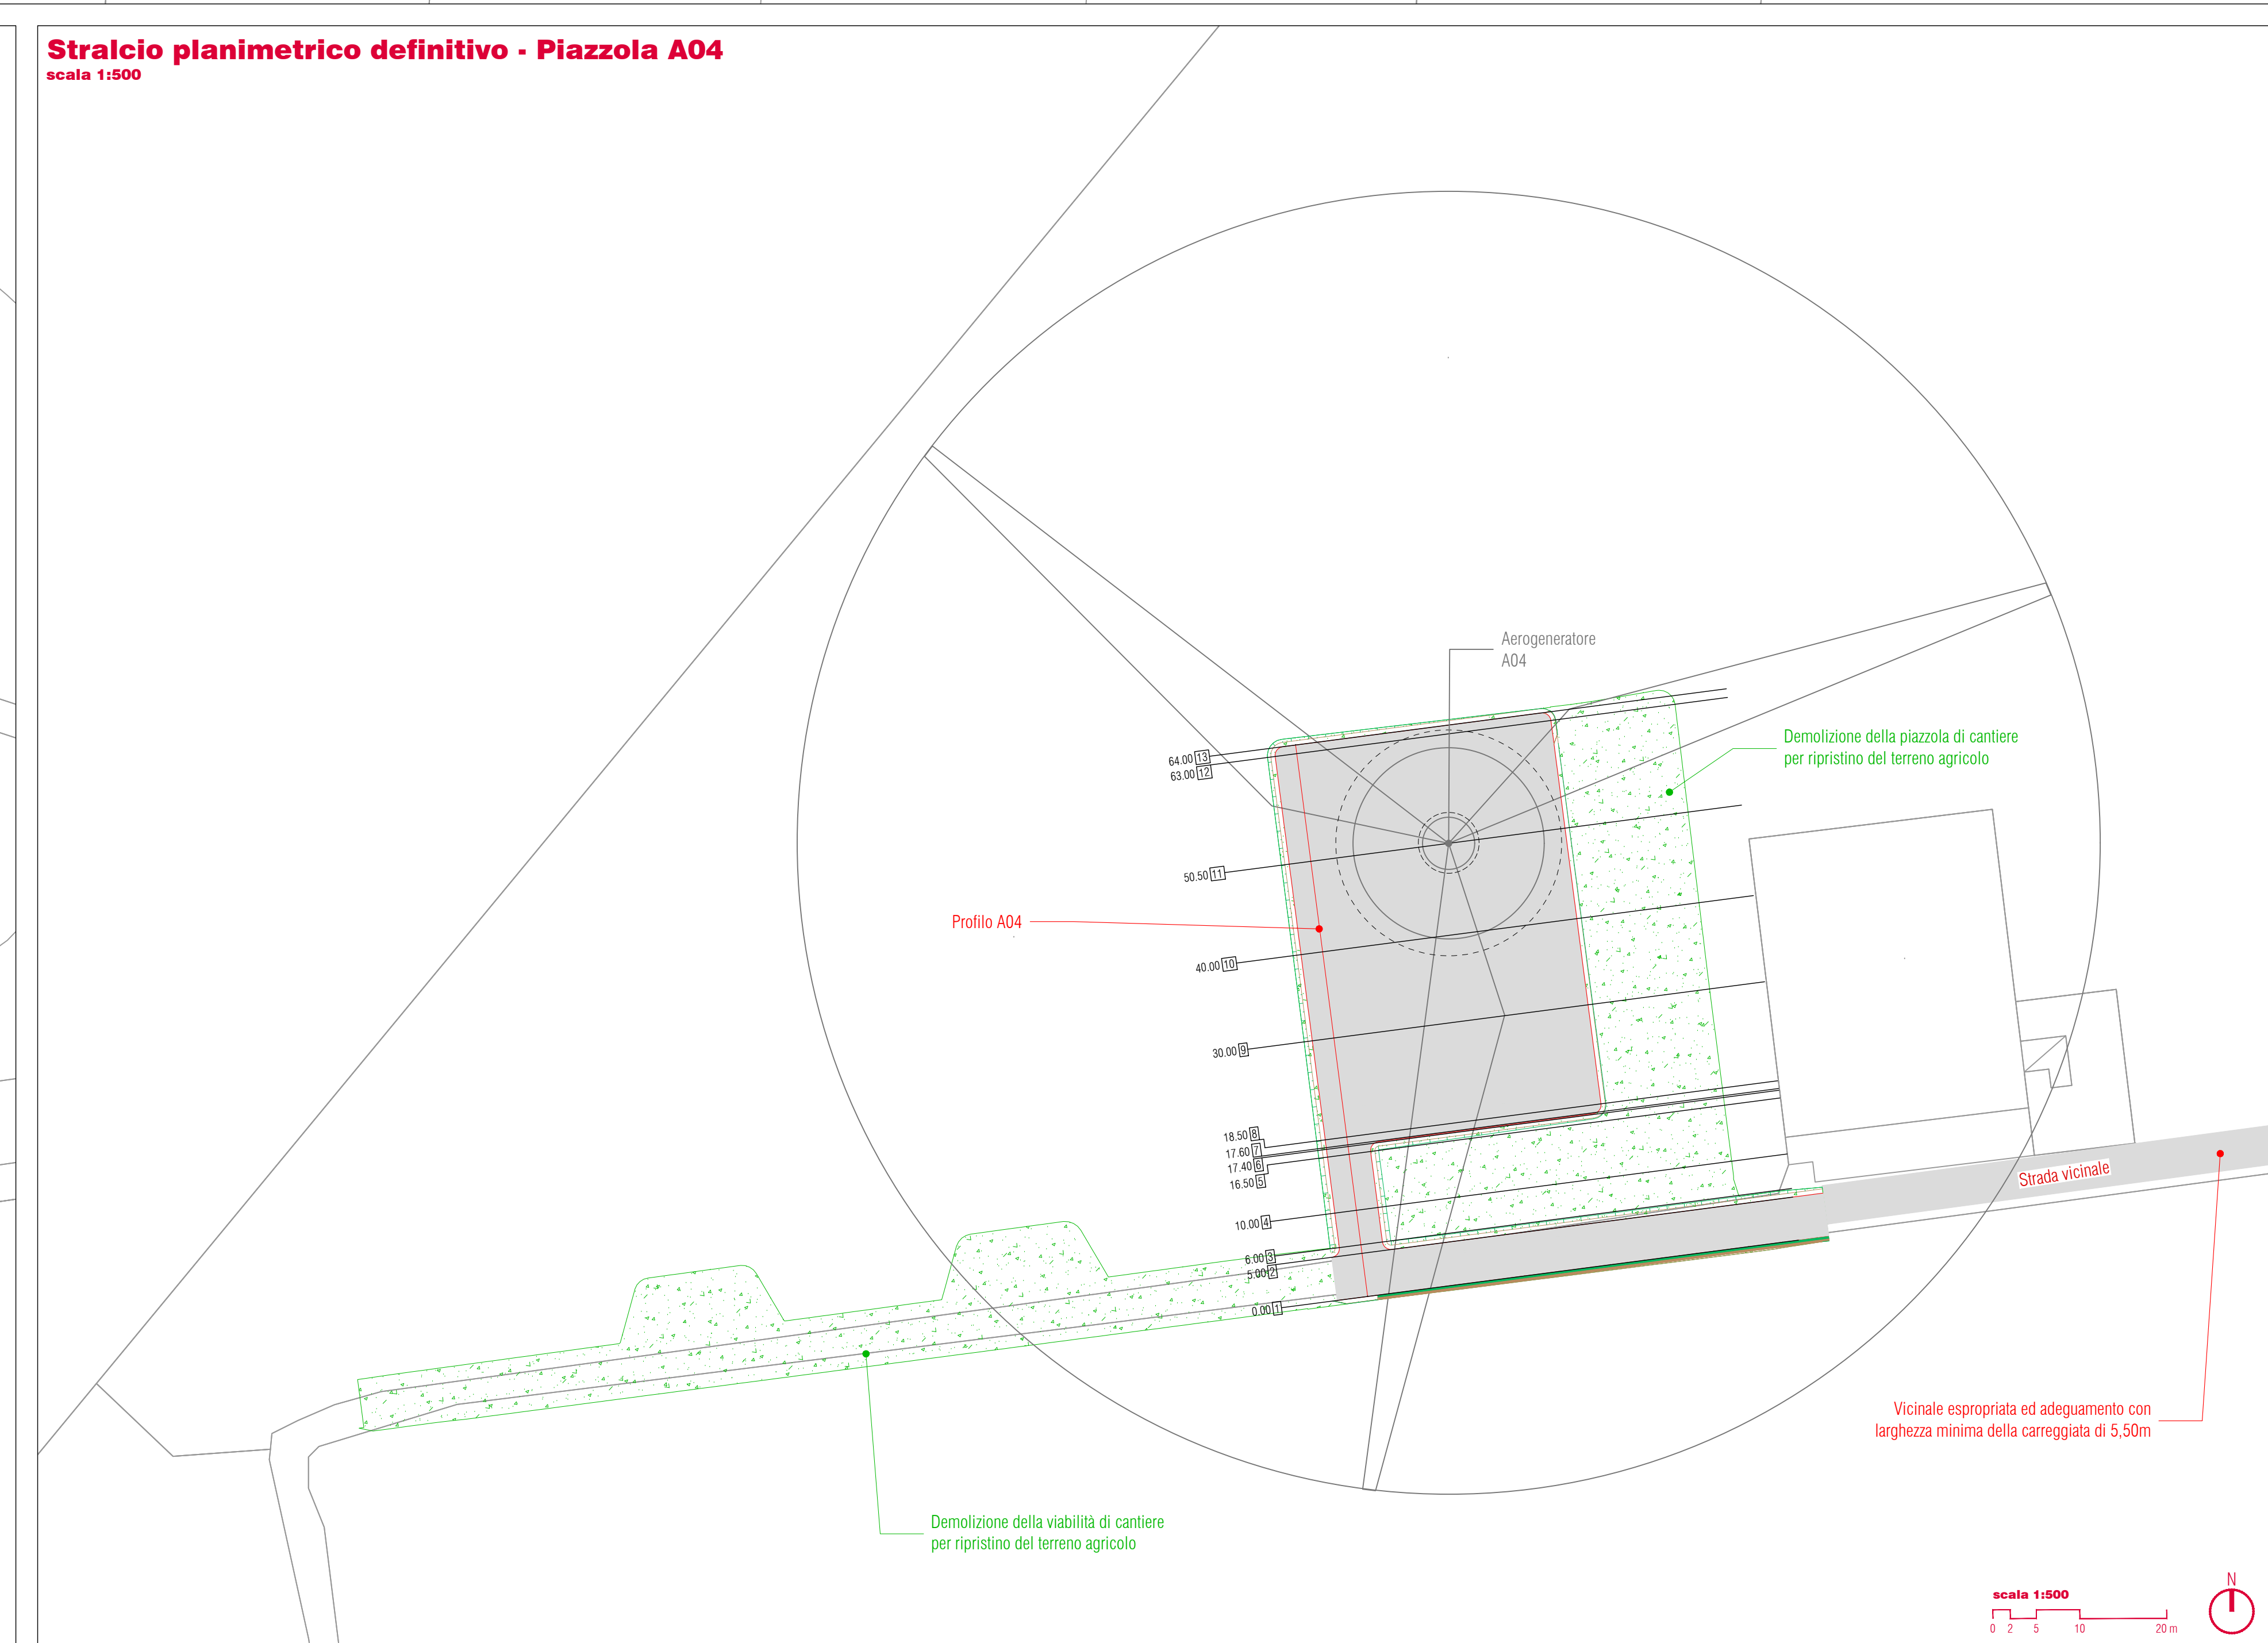 Stralcio planimetrico definitivo - Piazzola A04
scala 1:500
Aerogeneratore
A04
Demolizione della piazzola di cantiere
per ripristino del terreno agricolo
64.00 13
63.00 12
50.50 11
Profilo A04
40.00 10
30.00 9
18.50 8
17.60 7
17.40 6
16.50 5
10.00 4
6.00 3
5.00 2
0.00 1
Strada vicinale
Vicinale espropriata ed adeguamento con
larghezza minima della carreggiata di 5,50m
Demolizione della viabilità di cantiere
per ripristino del terreno agricolo
scala 1:500
0 2 5 10 20 m
N